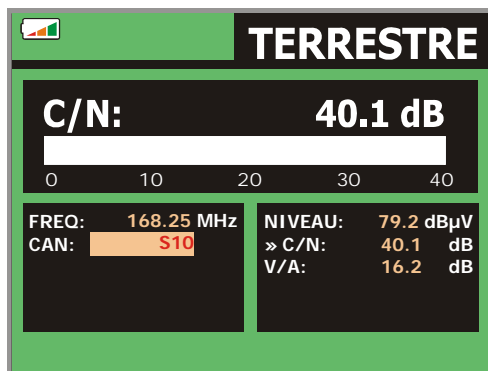 TERRESTRE
C/N: 40.1 dB
0 10 20 30 40
FREQ: 168.25 MHz
CAN: S10
NIVEAU: 79.2 dBµV
» C/N: 40.1 dB
V/A: 16.2 dB